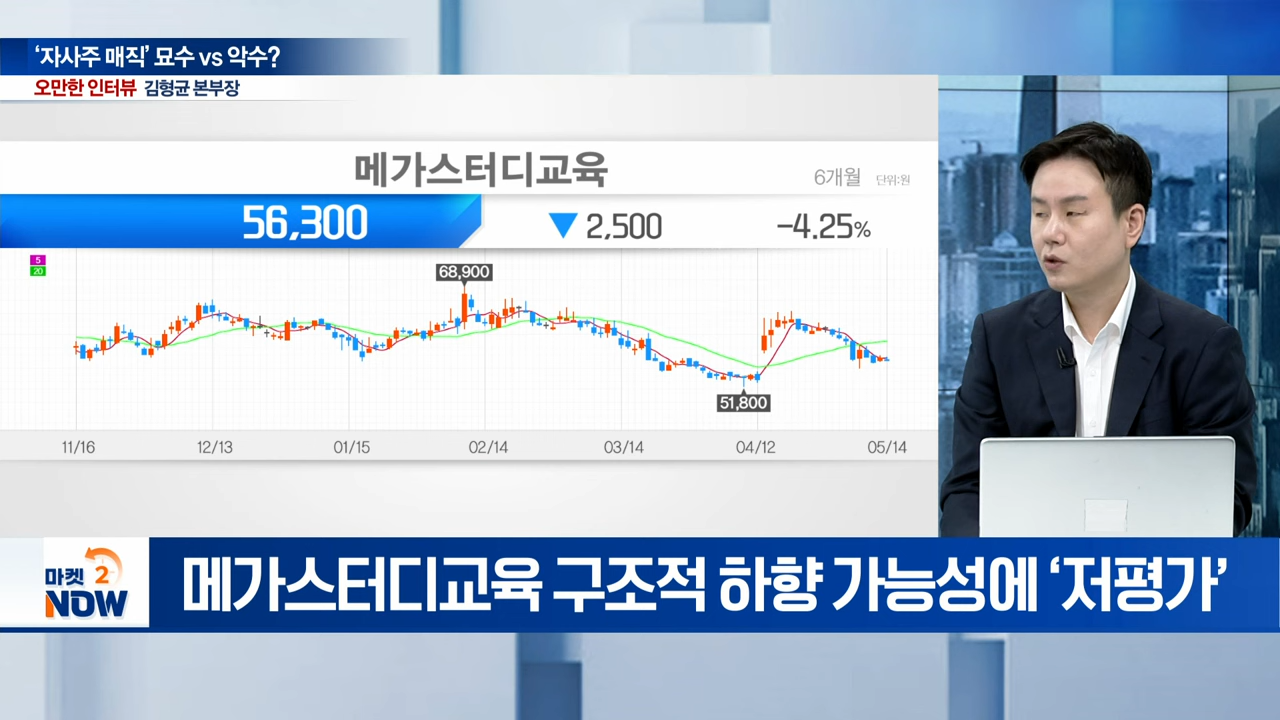 ‘자사주 매직’ 묘수 vs 악수?
오만한 인터뷰 김형균 본부장
메가스터디교육
6개월 단위:원
56,300 ▼ 2,500 -4.25%
5
20
68,900
51,800
11/16 12/13 01/15 02/14 03/14 04/12 05/14
마켓 2
NOW
메가스터디교육 구조적 하향 가능성에 ‘저평가’